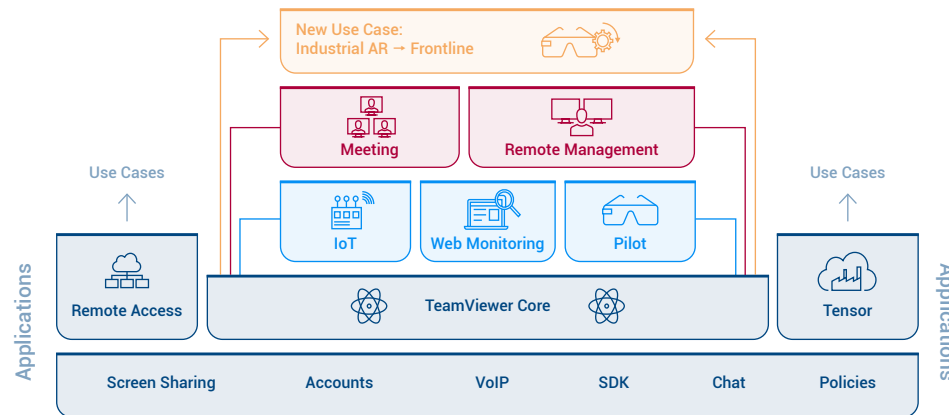 New Use Case:
Industrial AR → Frontline
Meeting
Remote Management
Use Cases
Use Cases
IoT
Web Monitoring
Pilot
Remote Access
TeamViewer Core
Tensor
Applications
Applications
Screen Sharing
Accounts
VoIP
SDK
Chat
Policies